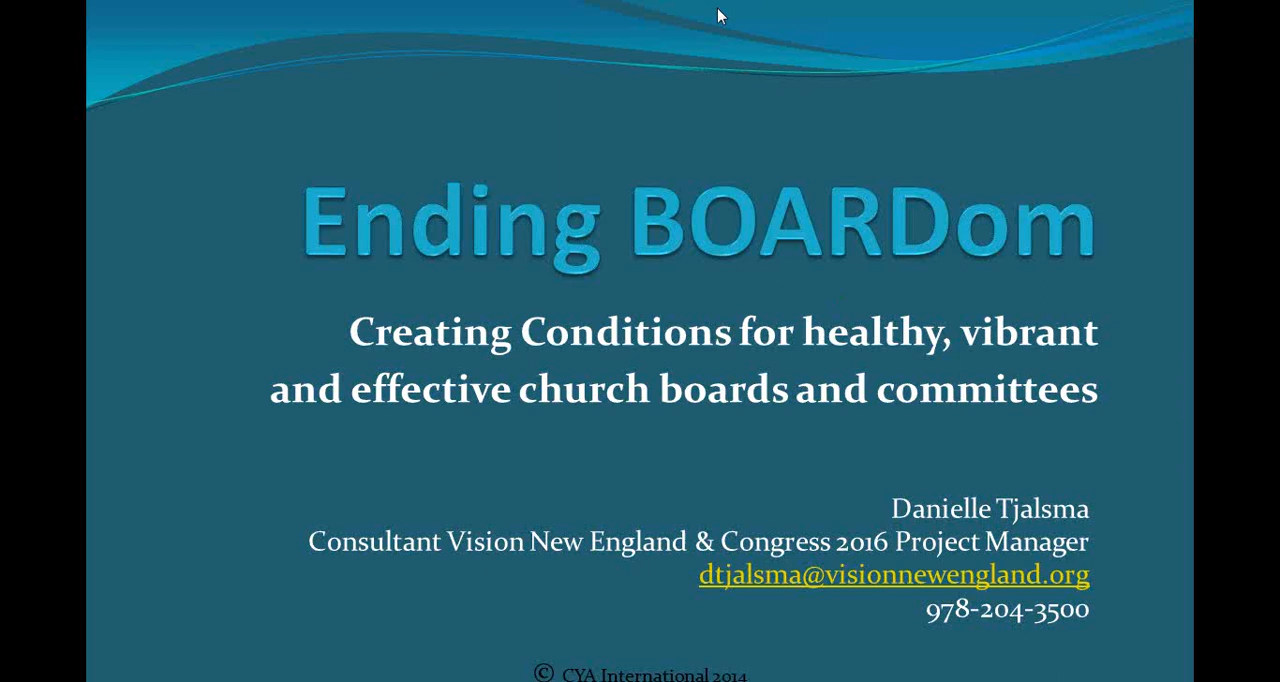 Ending BOARDom
Creating Conditions for healthy, vibrant
and effective church boards and committees
Danielle Tjalsma
Consultant Vision New England & Congress 2016 Project Manager
dtjalsma@visionnewengland.org
978-204-3500
© CYA International 2014